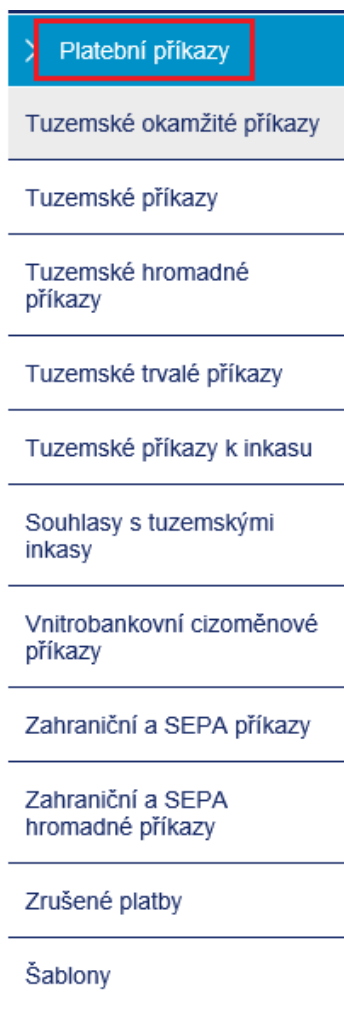 Platební příkazy
Tuzemské okamžité příkazy
Tuzemské příkazy
Tuzemské hromadné
příkazy
Tuzemské trvalé příkazy
Tuzemské příkazy k inkasu
Souhlasy s tuzemskými
inkasy
Vnitrobankovní cizoměnové
příkazy
Zahraniční a SEPA příkazy
Zahraniční a SEPA
hromadné příkazy
Zrušené platby
Šablony